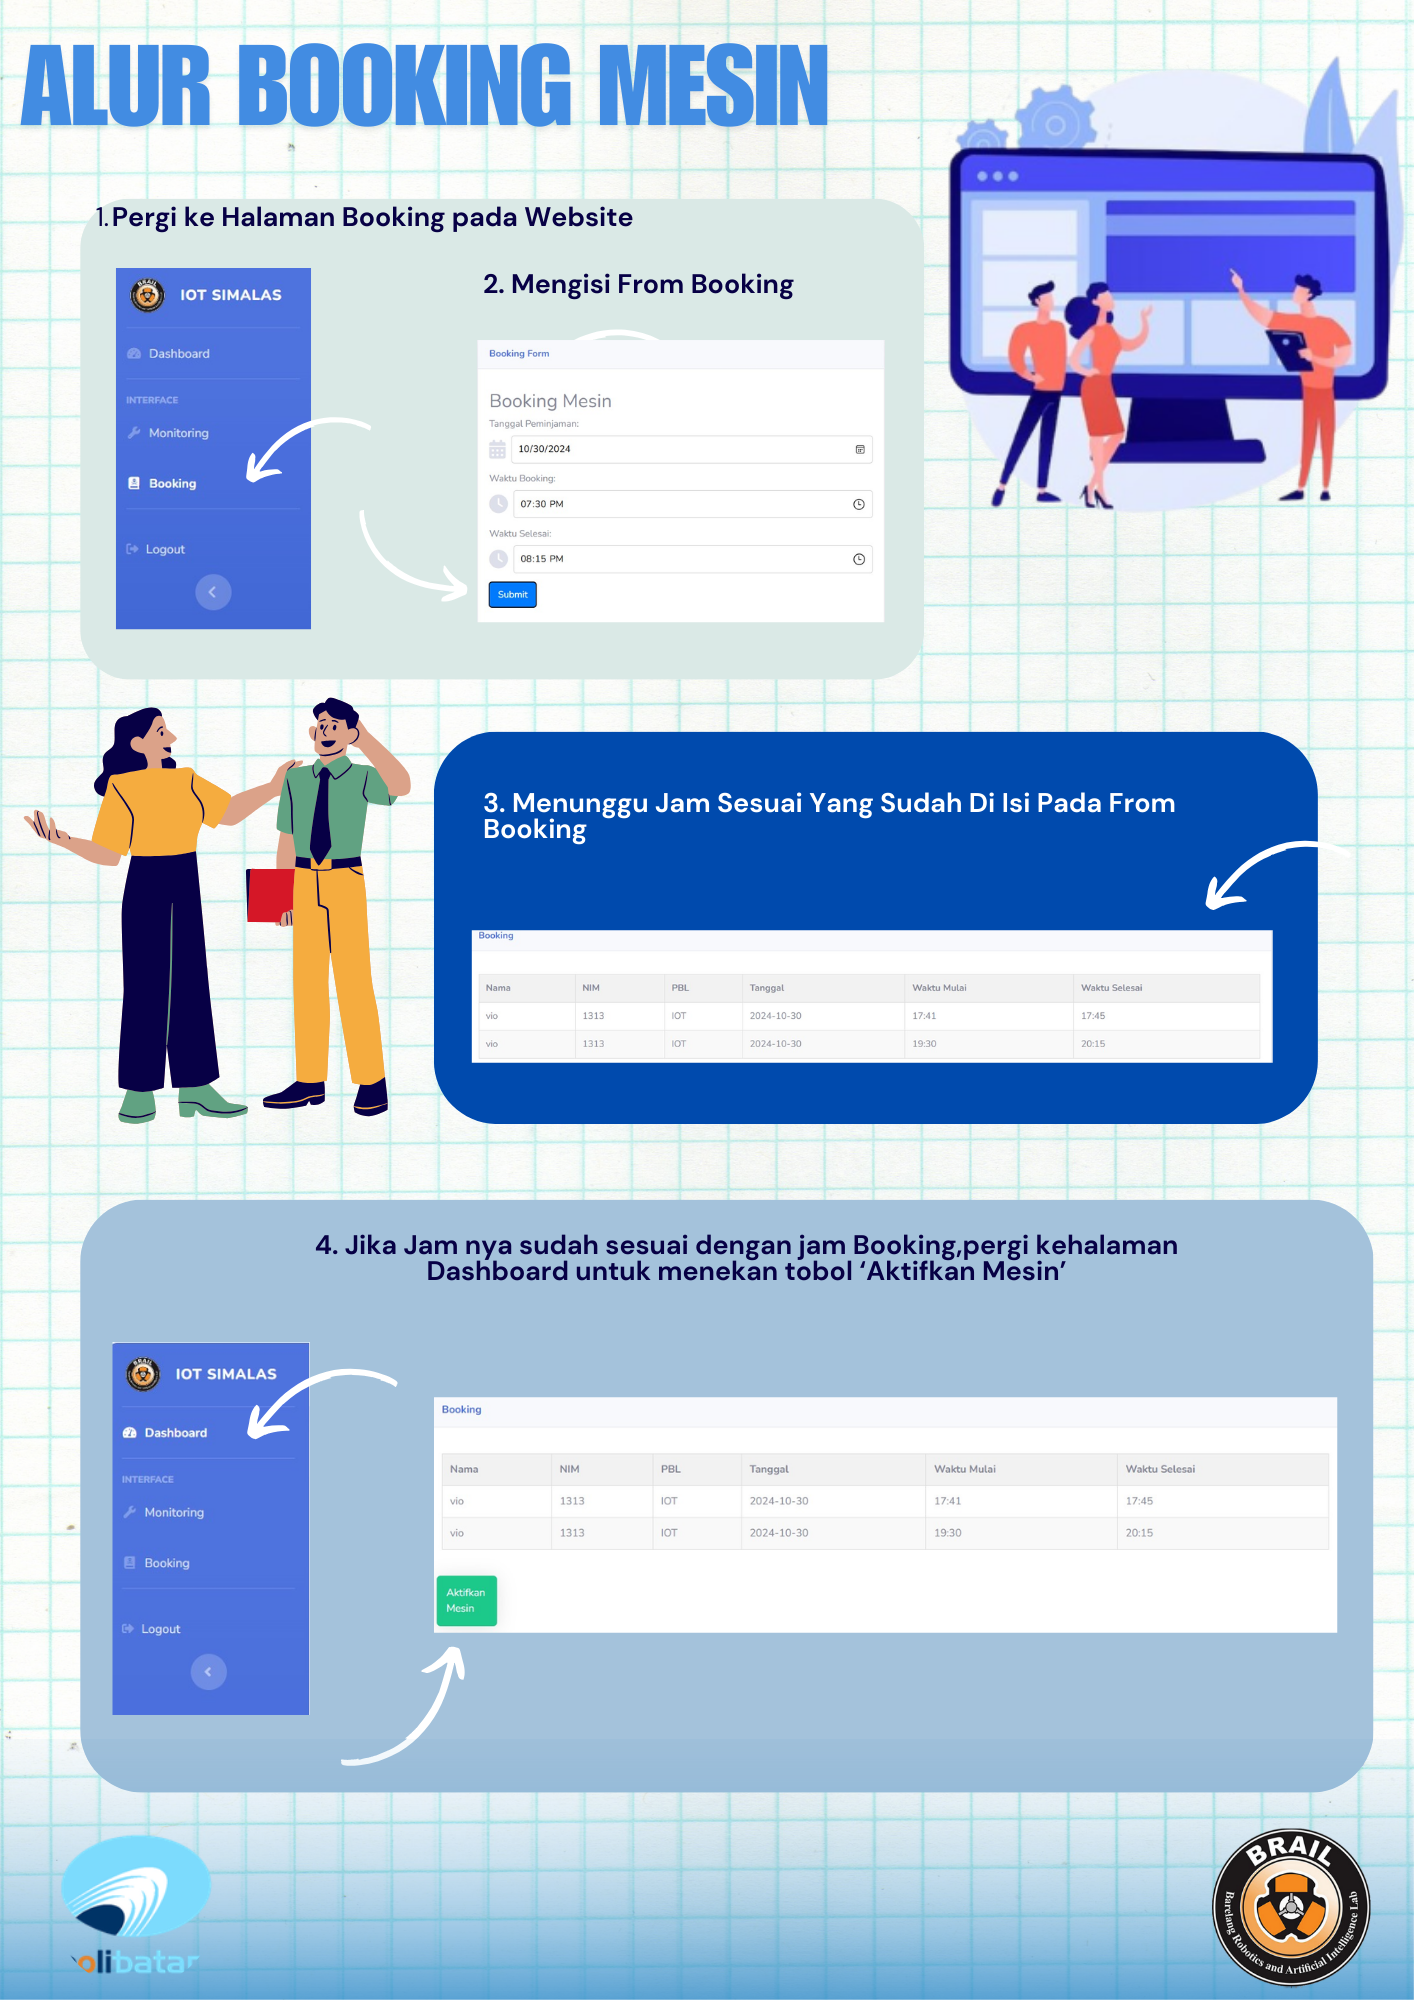 ALUR BOOKING MESIN
1.Pergi ke Halaman Booking pada Website
BRAIL
IOT SIMALAS
Dashboard
INTERFACE
Monitoring
Booking
Logout
2. Mengisi From Booking
Booking Form
Booking Mesin
Tanggal Peminjaman:
10/30/2024
Waktu Booking:
07:30 PM
Waktu Selesai:
08:15 PM
Submit
3. Menunggu Jam Sesuai Yang Sudah Di Isi Pada From
Booking
Booking
Nama NIM PBL Tanggal Waktu Mulai Waktu Selesai
vio 1313 IOT 2024-10-30 17:41 17:45
vio 1313 IOT 2024-10-30 19:30 20:15
4. Jika Jam nya sudah sesuai dengan jam Booking,pergi kehalaman
Dashboard untuk menekan tobol ‘Aktifkan Mesin’
BRAIL
IOT SIMALAS
Dashboard
INTERFACE
Monitoring
Booking
Logout
Booking
Nama NIM PBL Tanggal Waktu Mulai Waktu Selesai
vio 1313 IOT 2024-10-30 17:41 17:45
vio 1313 IOT 2024-10-30 19:30 20:15
Aktifkan
Mesin
olibata
BRAIL
Barelang Robotics and Artificial Intelligence Lab